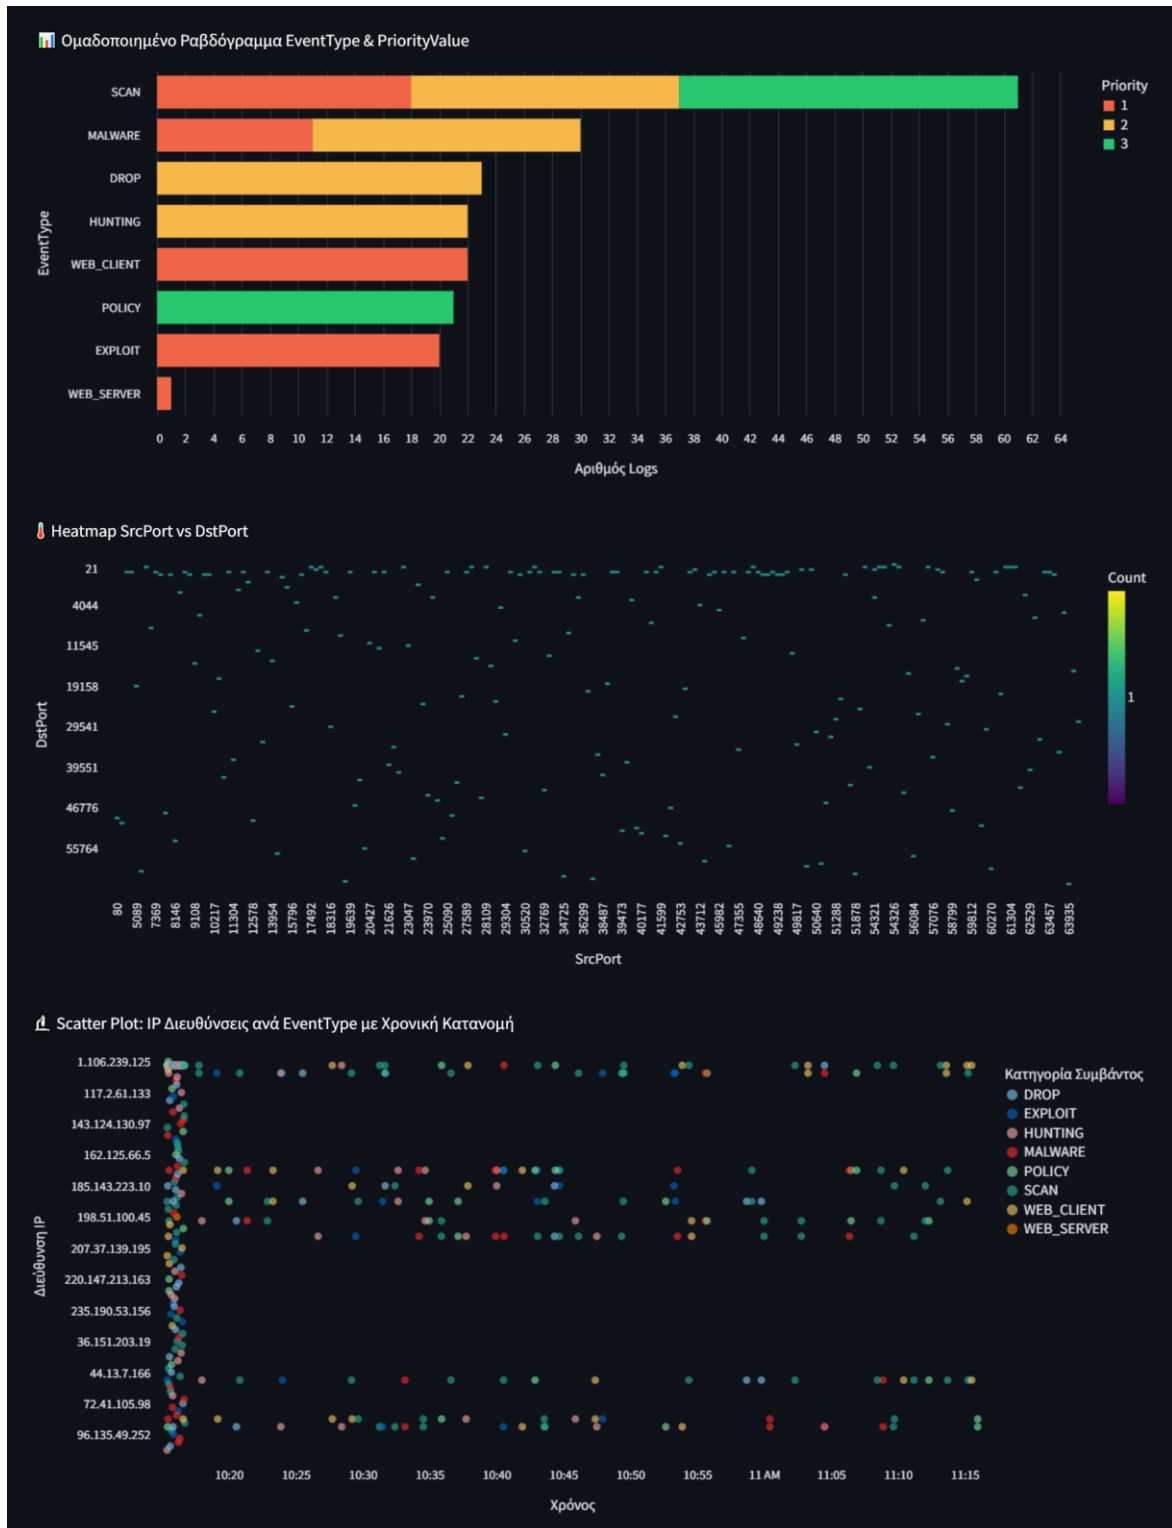 Ομαδοποιημένο Ραβδόγραμμα EventType & PriorityValue
Priority
1
2
3
EventType
SCAN
MALWARE
DROP
HUNTING
WEB_CLIENT
POLICY
EXPLOIT
WEB_SERVER
0 2 4 6 8 10 12 14 16 18 20 22 24 26 28 30 32 34 36 38 40 42 44 46 48 50 52 54 56 58 60 62 64
Αριθμός Logs
Heatmap SrcPort vs DstPort
Count
1
DstPort
21
4044
11545
19158
29541
39551
46776
55764
80 5089 7369 8146 9108 10217 11304 12578 13954 15796 17492 18316 19639 20427 21626 23047 23970 25990 27589 28109 29304 30520 32769 34725 36299 38487 39473 40177 41599 42753 43712 45982 47355 48640 49238 49817 50640 51288 51878 54321 54326 56084 57076 58799 59812 60270 61304 62529 63457 63935
SrcPort
Scatter Plot: IP Διευθύνσεις ανά EventType με Χρονική Κατανομή
Κατηγορία Συμβάντος
DROP
EXPLOIT
HUNTING
MALWARE
POLICY
SCAN
WEB_CLIENT
WEB_SERVER
Διεύθυνση IP
1.106.239.125
117.2.61.133
143.124.130.97
162.125.66.5
185.143.223.10
198.51.100.45
207.37.139.195
220.147.213.163
235.190.53.156
36.151.203.19
44.13.7.166
72.41.105.98
96.135.49.252
10:20 10:25 10:30 10:35 10:40 10:45 10:50 10:55 11 AM 11:05 11:10 11:15
Χρόνος